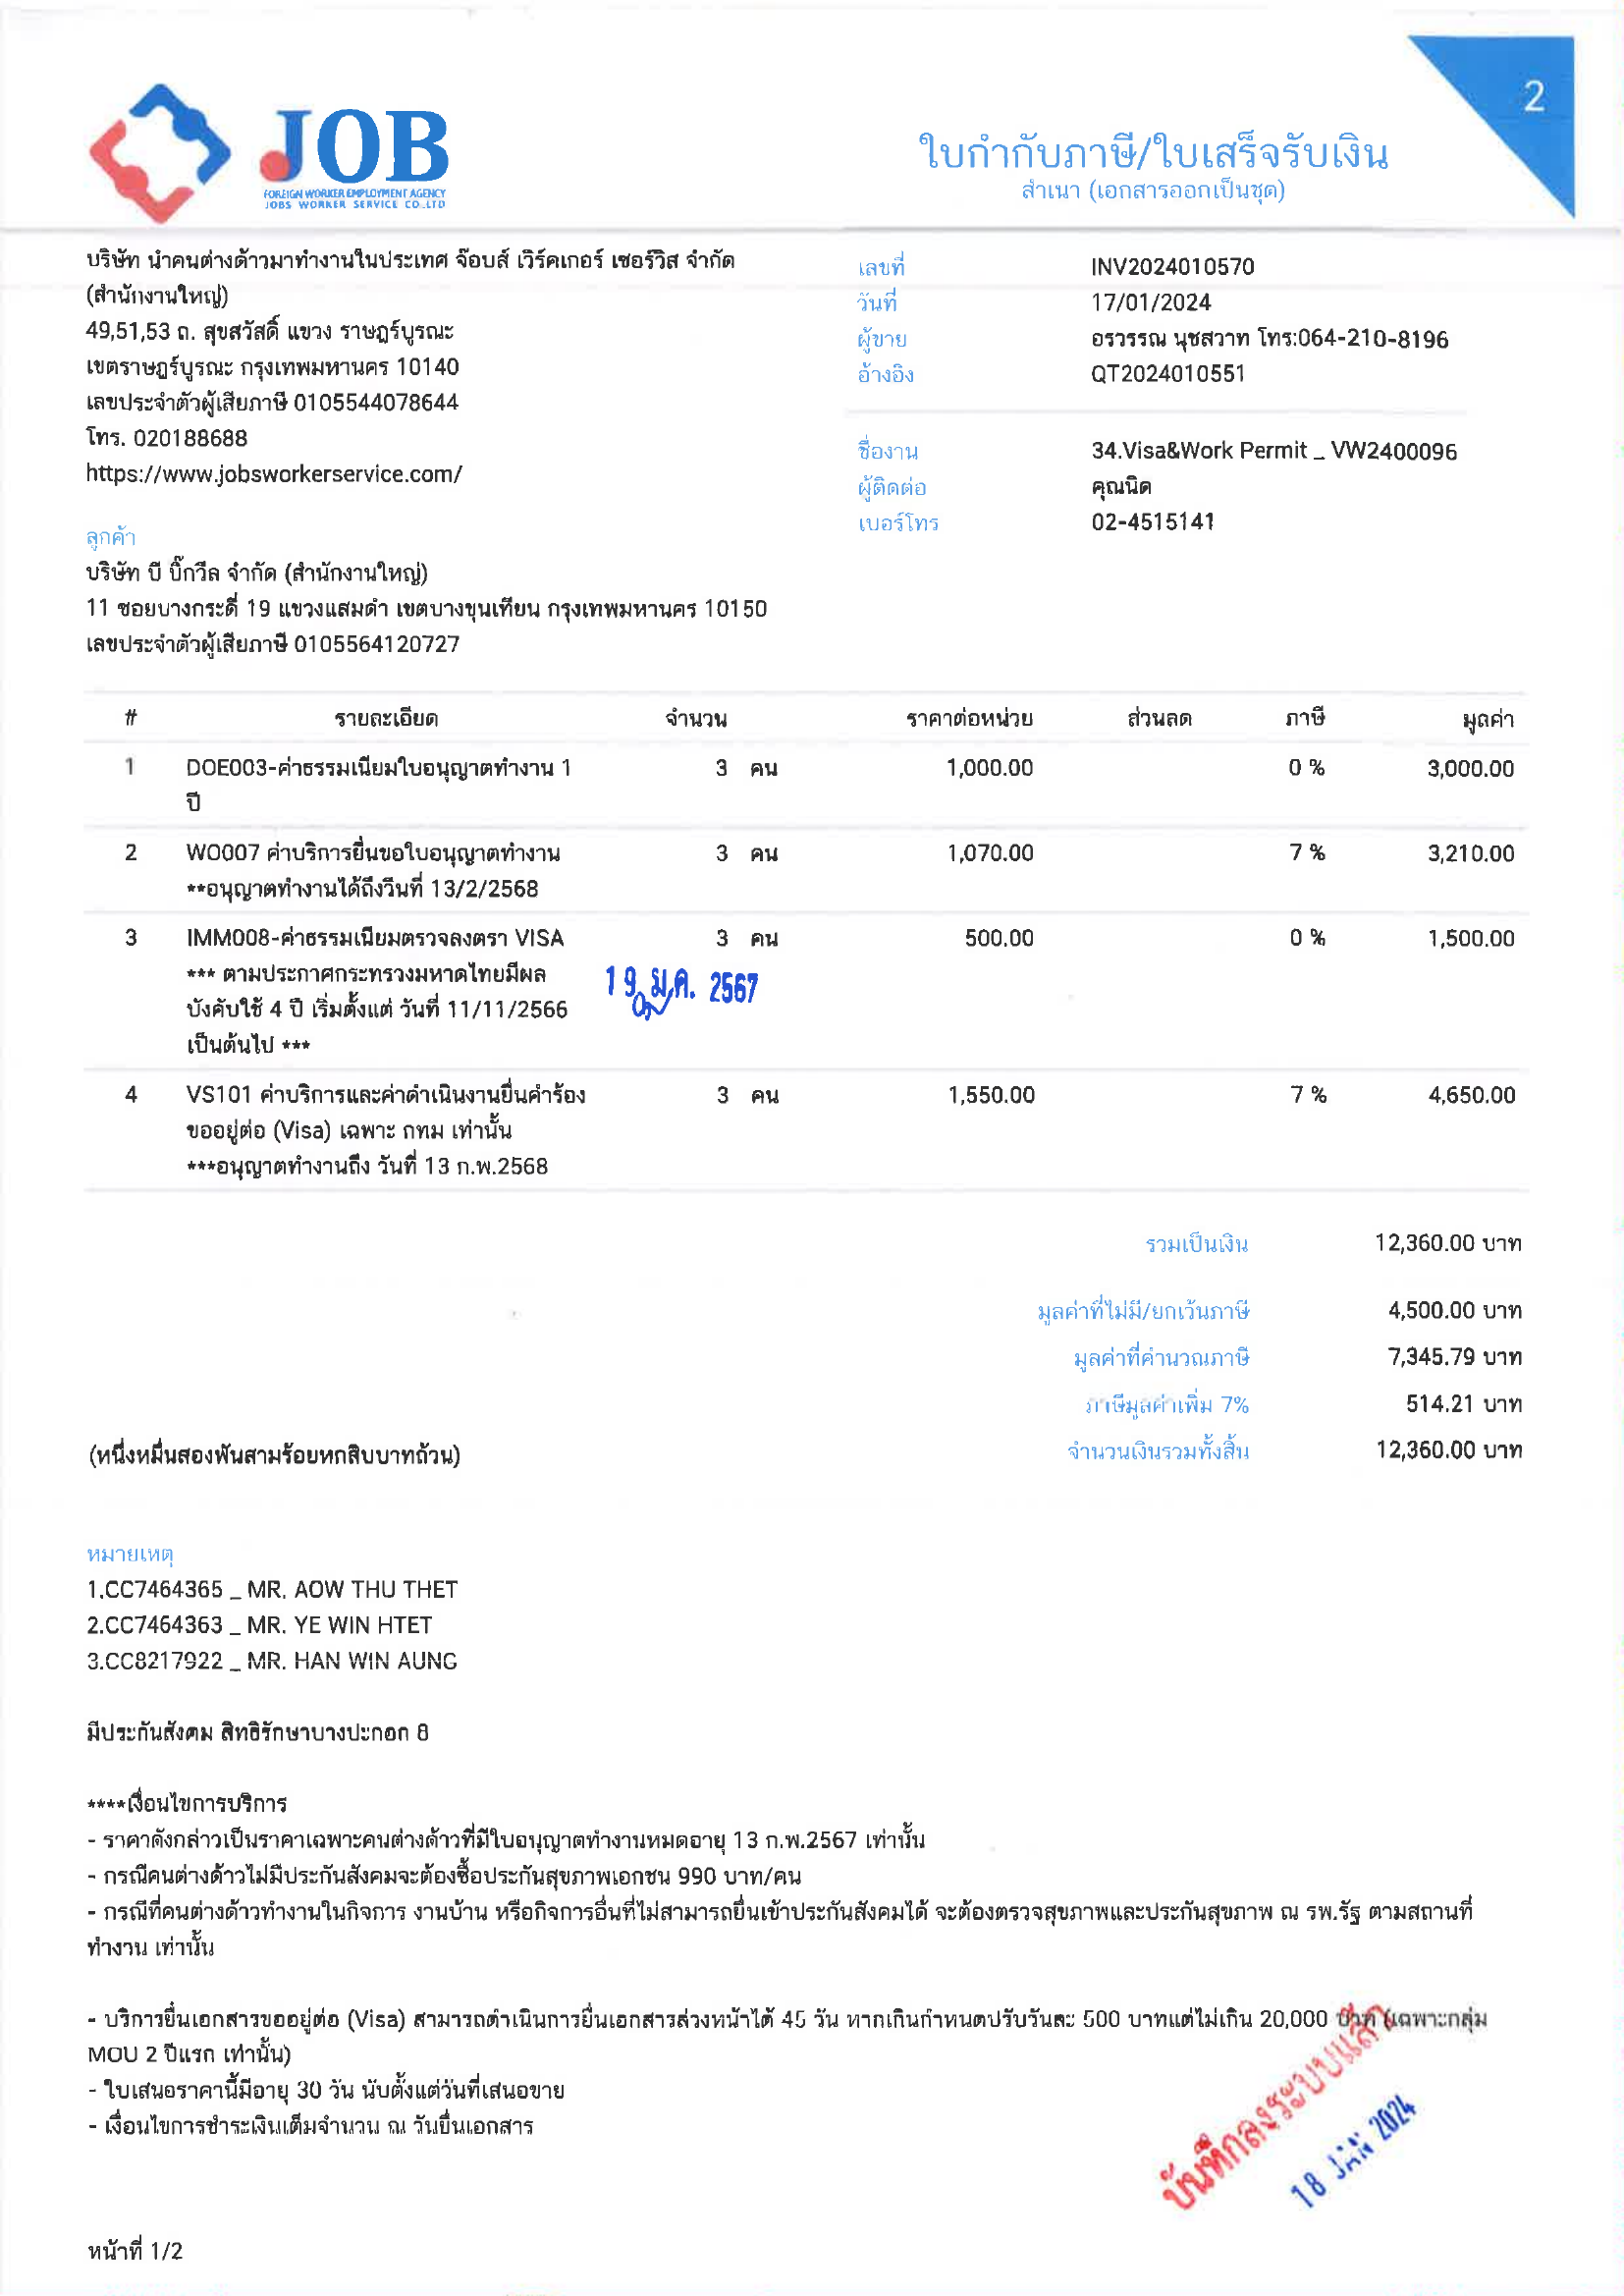 2
JOB
FOREIGN WORKER EMPLOYMENT AGENCY
JOBS WORKER SERVICE CO.,LTD
ใบกำกับภาษี/ใบเสร็จรับเงิน
สำเนา (เอกสารออกเป็นชุด)
บริษัท นำคนต่างด้าวมาทำงานในประเทศ จ๊อบส์ เวิร์คเกอร์ เซอร์วิส จำกัด
(สำนักงานใหญ่)
49,51,53 ถ. สุขสวัสดิ์ แขวง ราษฎร์บูรณะ
เขตราษฎร์บูรณะ กรุงเทพมหานคร 10140
เลขประจำตัวผู้เสียภาษี 0105544078644
โทร. 020188688
https://www.jobsworkerservice.com/
เลขที่ INV2024010570
วันที่ 17/01/2024
ผู้ขาย อรวรรณ นุชสวาท โทร:064-210-8196
อ้างอิง QT2024010551
ชื่องาน 34.Visa&Work Permit _ VW2400096
ผู้ติดต่อ คุณนิด
เบอร์โทร 02-4515141
ลูกค้า
บริษัท บี บิ๊กวีล จำกัด (สำนักงานใหญ่)
11 ซอยบางกระดี่ 19 แขวงแสมดำ เขตบางขุนเทียน กรุงเทพมหานคร 10150
เลขประจำตัวผู้เสียภาษี 0105564120727
# รายละเอียด จำนวน ราคาต่อหน่วย ส่วนลด ภาษี มูลค่า
1 DOE003-ค่าธรรมเนียมใบอนุญาตทำงาน 1 3 คน 1,000.00 0 % 3,000.00
ปี
2 WO007 ค่าบริการยื่นขอใบอนุญาตทำงาน 3 คน 1,070.00 7 % 3,210.00
**อนุญาตทำงานได้ถึงวันที่ 13/2/2568
3 IMM008-ค่าธรรมเนียมตรวจลงตรา VISA 3 คน 500.00 0 % 1,500.00
*** ตามประกาศกระทรวงมหาดไทยมีผล
บังคับใช้ 4 ปี เริ่มตั้งแต่ วันที่ 11/11/2566
เป็นต้นไป ***
19 ม.ค. 2567
4 VS101 ค่าบริการและค่าดำเนินงานยื่นคำร้อง 3 คน 1,550.00 7 % 4,650.00
ขออยู่ต่อ (Visa) เฉพาะ กทม เท่านั้น
***อนุญาตทำงานถึง วันที่ 13 ก.พ.2568
รวมเป็นเงิน 12,360.00 บาท
มูลค่าที่ไม่มี/ยกเว้นภาษี 4,500.00 บาท
มูลค่าที่คำนวณภาษี 7,345.79 บาท
ภาษีมูลค่าเพิ่ม 7% 514.21 บาท
(หนึ่งหมื่นสองพันสามร้อยหกสิบบาทถ้วน) จำนวนเงินรวมทั้งสิ้น 12,360.00 บาท
หมายเหตุ
1.CC7464365 _ MR. AOW THU THET
2.CC7464363 _ MR. YE WIN HTET
3.CC8217922 _ MR. HAN WIN AUNG
มีประกันสังคม สิทธิรักษาบางปะกอก 8
****เงื่อนไขการบริการ
- ราคาดังกล่าวเป็นราคาเฉพาะคนต่างด้าวที่มีใบอนุญาตทำงานหมดอายุ 13 ก.พ.2567 เท่านั้น
- กรณีคนต่างด้าวไม่มีประกันสังคมจะต้องซื้อประกันสุขภาพเอกชน 990 บาท/คน
- กรณีที่คนต่างด้าวทำงานในกิจการ งานบ้าน หรือกิจการอื่นที่ไม่สามารถยื่นเข้าประกันสังคมได้ จะต้องตรวจสุขภาพและประกันสุขภาพ ณ รพ.รัฐ ตามสถานที่
ทำงาน เท่านั้น
- บริการยื่นเอกสารขออยู่ต่อ (Visa) สามารถดำเนินการยื่นเอกสารล่วงหน้าได้ 45 วัน หากเกินกำหนดปรับวันละ 500 บาทแต่ไม่เกิน 20,000 บาท (เฉพาะกลุ่ม
MOU 2 ปีแรก เท่านั้น)
- ใบเสนอราคานี้มีอายุ 30 วัน นับตั้งแต่วันที่เสนอขาย
- เงื่อนไขการชำระเงินเต็มจำนวน ณ วันยื่นเอกสาร
บันทึกลงระบบแล้ว
18 JAN 2024
หน้าที่ 1/2